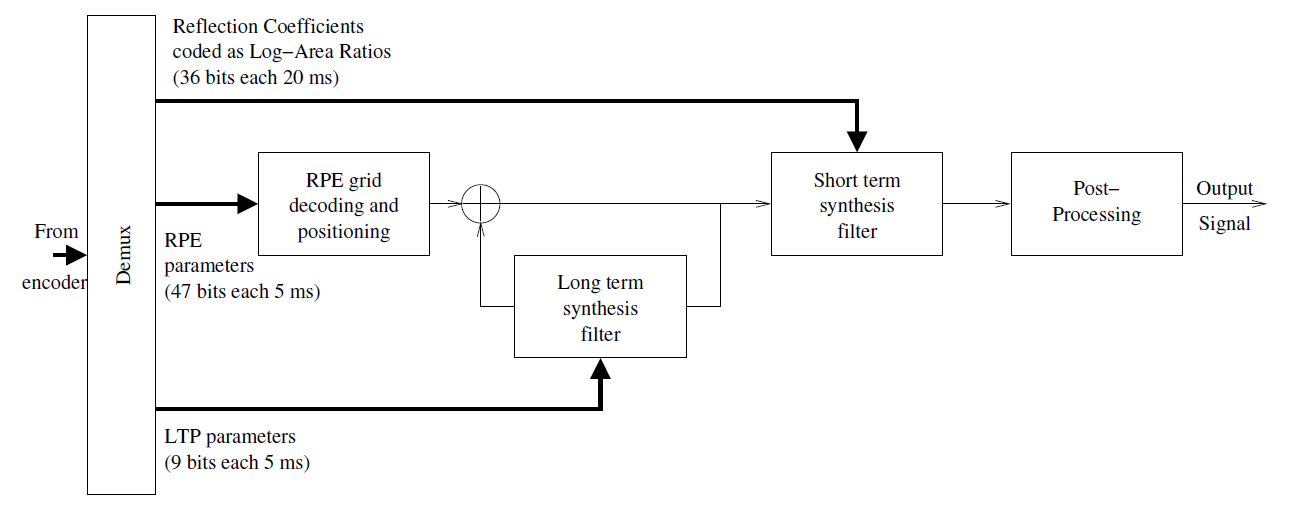 Reflection Coefficients
coded as Log−Area Ratios
(36 bits each 20 ms)
From
encoder
Demux
RPE grid
decoding and
positioning
RPE
parameters
(47 bits each 5 ms)
Long term
synthesis
filter
Short term
synthesis
filter
Post−
Processing
Output
Signal
LTP parameters
(9 bits each 5 ms)